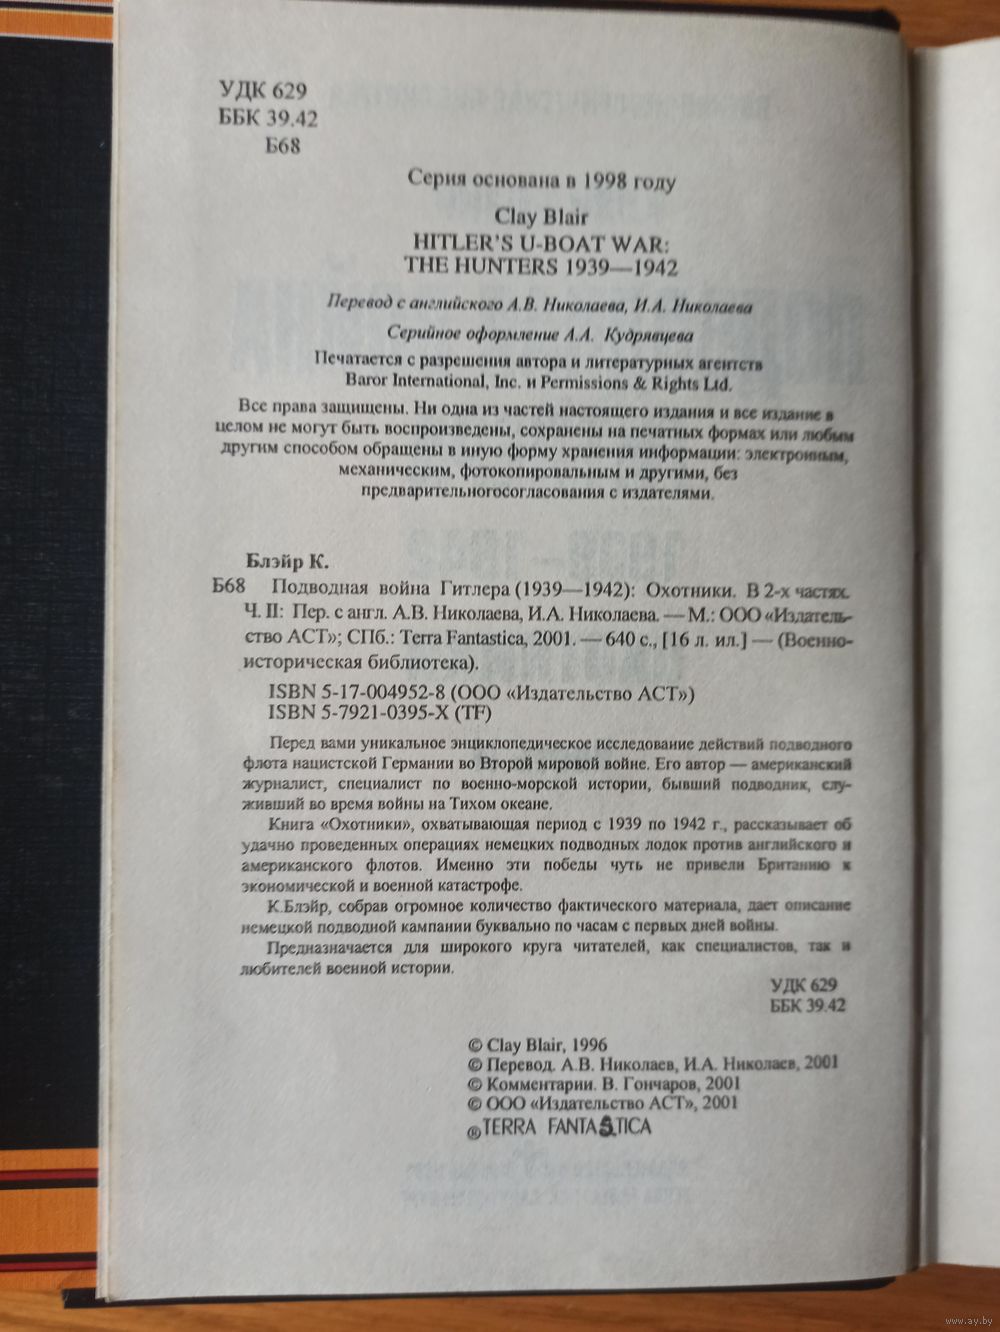 УДК 629
ББК 39.42
Б68
Серия основана в 1998 году
Clay Blair
HITLER'S U-BOAT WAR:
THE HUNTERS 1939—1942
Перевод с английского А.В. Николаева, И.А. Николаева
Серийное оформление А.А. Кудрявцева
Печатается с разрешения автора и литературных агентств
Baror International, Inc. и Permissions & Rights Ltd.
Все права защищены. Ни одна из частей настоящего издания и все издание в
целом не могут быть воспроизведены, сохранены на печатных формах или любым
другим способом обращены в иную форму хранения информации: электронным,
механическим, фотокопировальным и другими, без
предварительногосогласования с издателями.
Блэйр К.
Б68 Подводная война Гитлера (1939—1942): Охотники. В 2-х частях.
Ч. II: Пер. с англ. А.В. Николаева, И.А. Николаева. — М.: ООО «Издатель-
ство АСТ»; СПб.: Terra Fantastica, 2001. — 640 с., [16 л. ил.] — (Военно-
историческая библиотека).
ISBN 5-17-004952-8 (ООО «Издательство АСТ»)
ISBN 5-7921-0395-X (TF)
Перед вами уникальное энциклопедическое исследование действий подводного
флота нацистской Германии во Второй мировой войне. Его автор — американский
журналист, специалист по военно-морской истории, бывший подводник, слу-
живший во время войны на Тихом океане.
Книга «Охотники», охватывающая период с 1939 по 1942 г., рассказывает об
удачно проведенных операциях немецких подводных лодок против английского и
американского флотов. Именно эти победы чуть не привели Британию к
экономической и военной катастрофе.
К.Блэйр, собрав огромное количество фактического материала, дает описание
немецкой подводной кампании буквально по часам с первых дней войны.
Предназначается для широкого круга читателей, как специалистов, так и
любителей военной истории.
УДК 629
ББК 39.42
© Clay Blair, 1996
© Перевод. А.В. Николаев, И.А. Николаев, 2001
© Комментарии. В. Гончаров, 2001
© ООО «Издательство АСТ», 2001
® TERRA FANTASTICA
www.ay.by